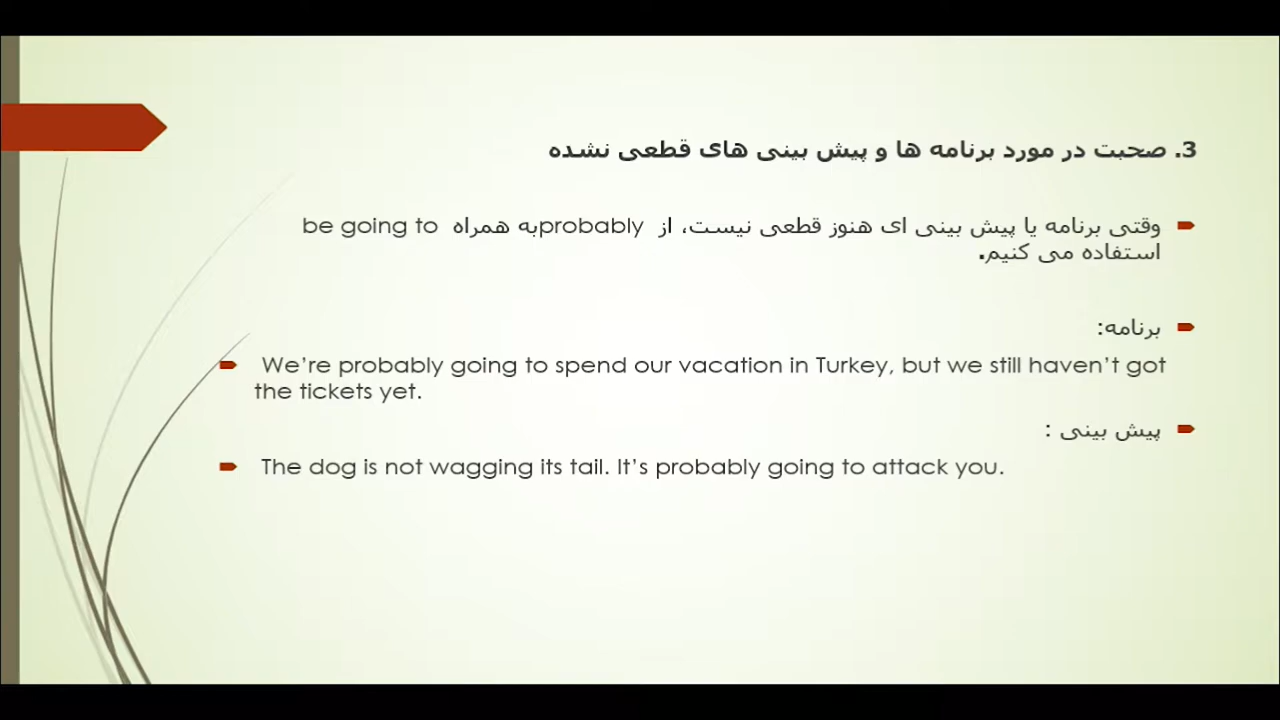 3. صحبت در مورد برنامه ها و پیش بینی های قطعی نشده
وقتی برنامه یا پیش بینی ای هنوز قطعی نیست، از probably به همراه be going to
استفاده می کنیم.
برنامه:
We’re probably going to spend our vacation in Turkey, but we still haven’t got
the tickets yet.
پیش بینی :
The dog is not wagging its tail. It’s probably going to attack you.